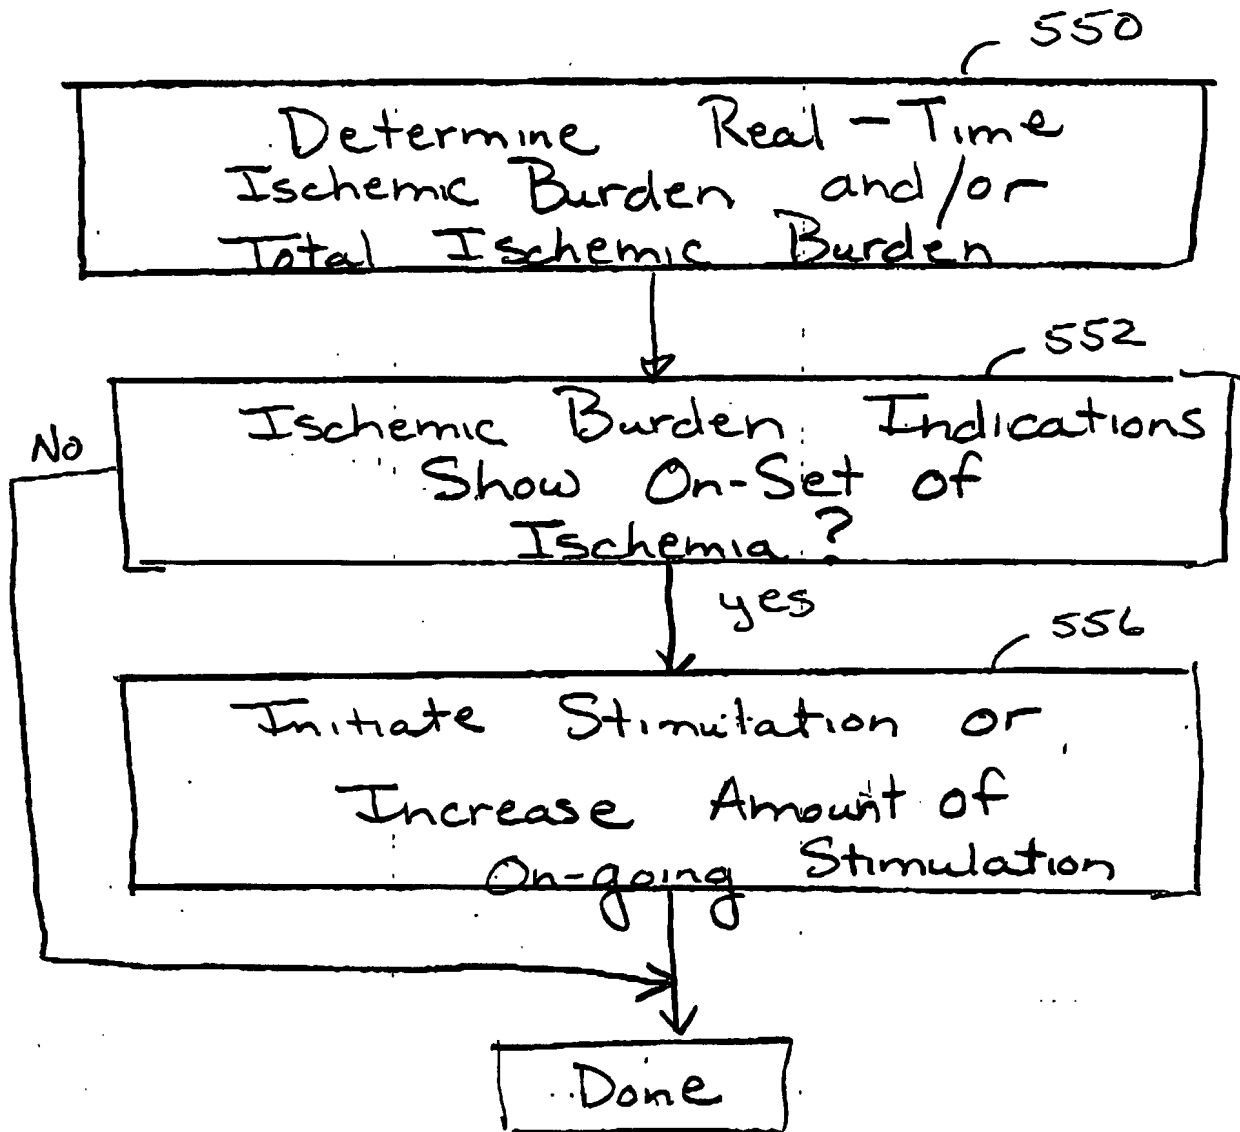 550
Determine Real-Time
Ischemic Burden and/or
Total Ischemic Burden
552
Ischemic Burden Indications
Show On-Set of
Ischemia?
No
yes
556
Initiate Stimulation or
Increase Amount of
On-going Stimulation
Done